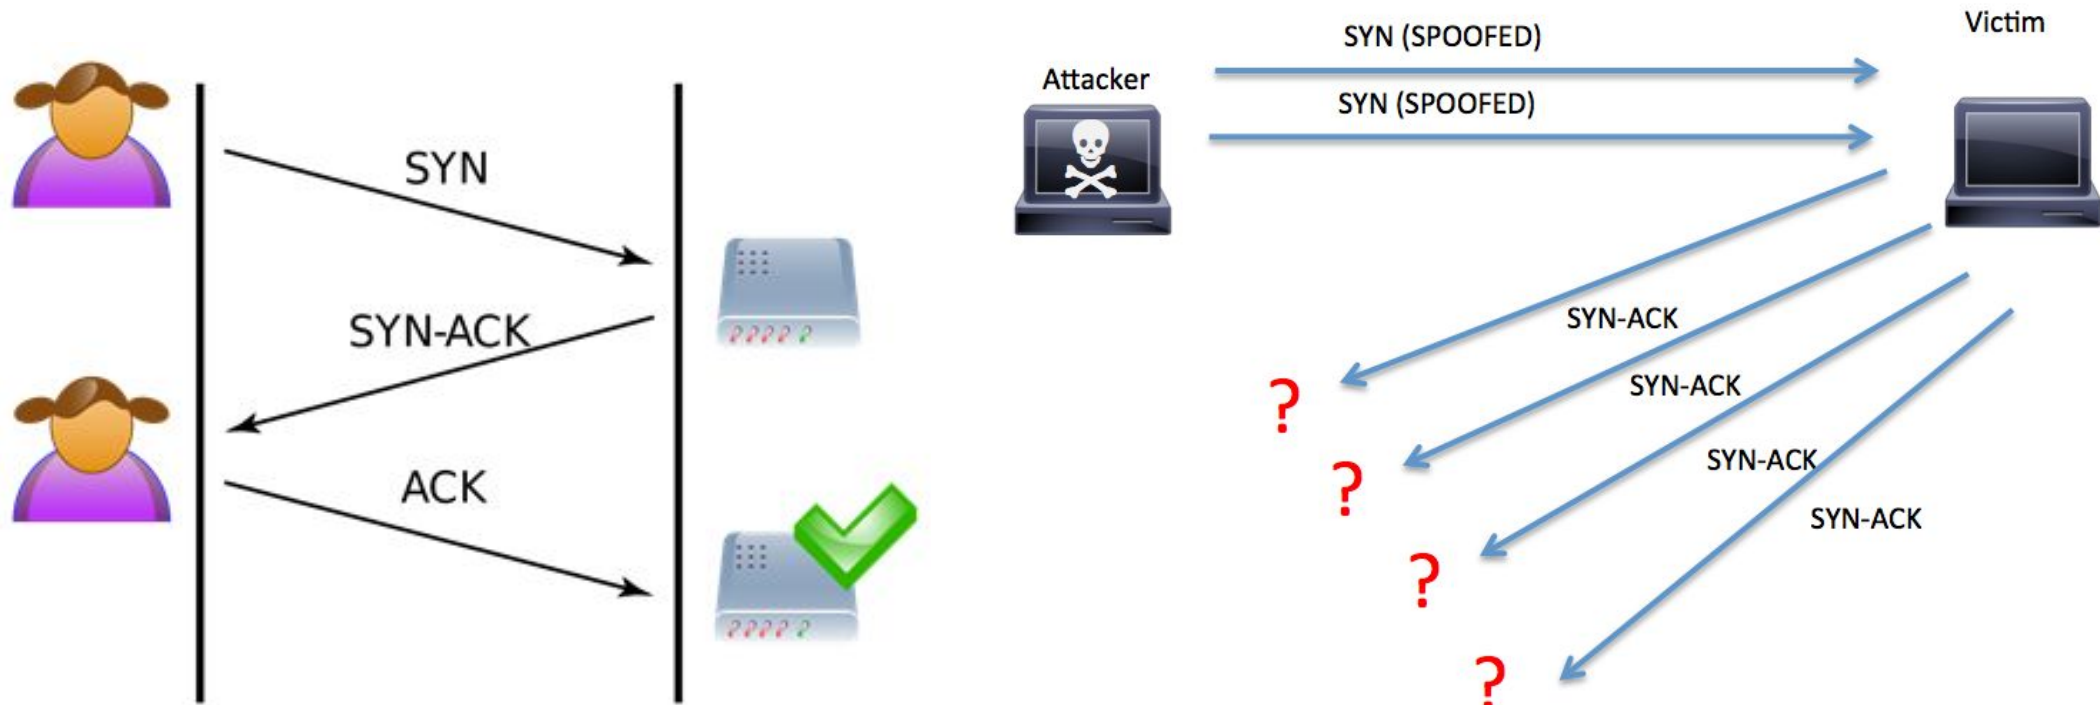 SYN
SYN-ACK
ACK
Attacker
SYN (SPOOFED)
SYN (SPOOFED)
Victim
SYN-ACK
?
SYN-ACK
?
SYN-ACK
SYN-ACK
?
?